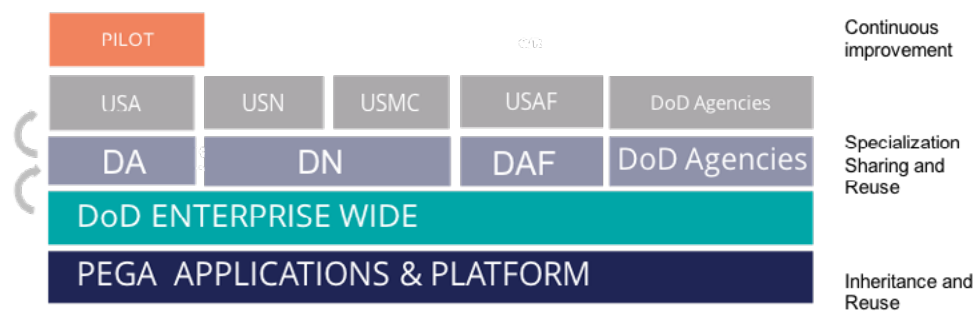 PILOT
Continuous
improvement
USA
USN
USMC
USAF
DoD Agencies
DA
DN
DAF
DoD Agencies
Specialization
Sharing and
Reuse
DoD ENTERPRISE WIDE
PEGA APPLICATIONS & PLATFORM
Inheritance and
Reuse